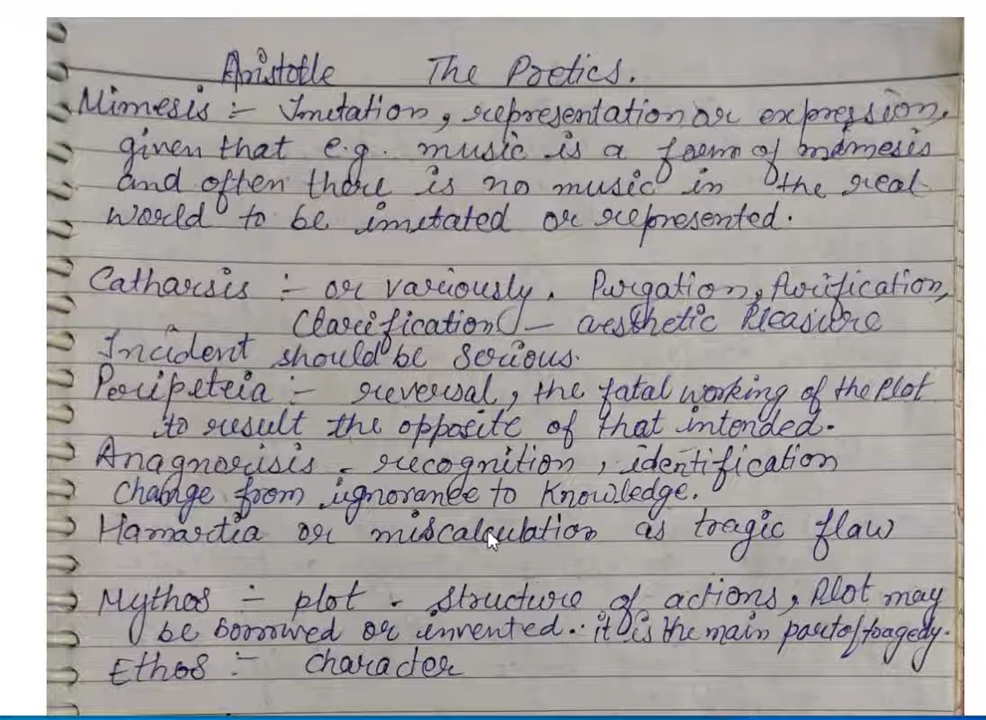 Aristotle The Poetics.
Mimesis :- Imitation, representation or expression,
given that e.g. music is a form of mimesis
and often there is no music in the real
world to be imitated or represented.
Catharsis :- or variously. Purgation, Purification,
Clarification - aesthetic Pleasure
Incident should be serious.
Peripeteia :- reversal, the fatal working of the Plot
to result the opposite of that intended.
Anagnorisis - recognition, identification
change from ignorance to Knowledge.
Hamartia or miscalculation as tragic flaw
Mythos :- plot - structure of actions, Plot may
be borrowed or invented. it is the main part of tragedy.
Ethos :- character